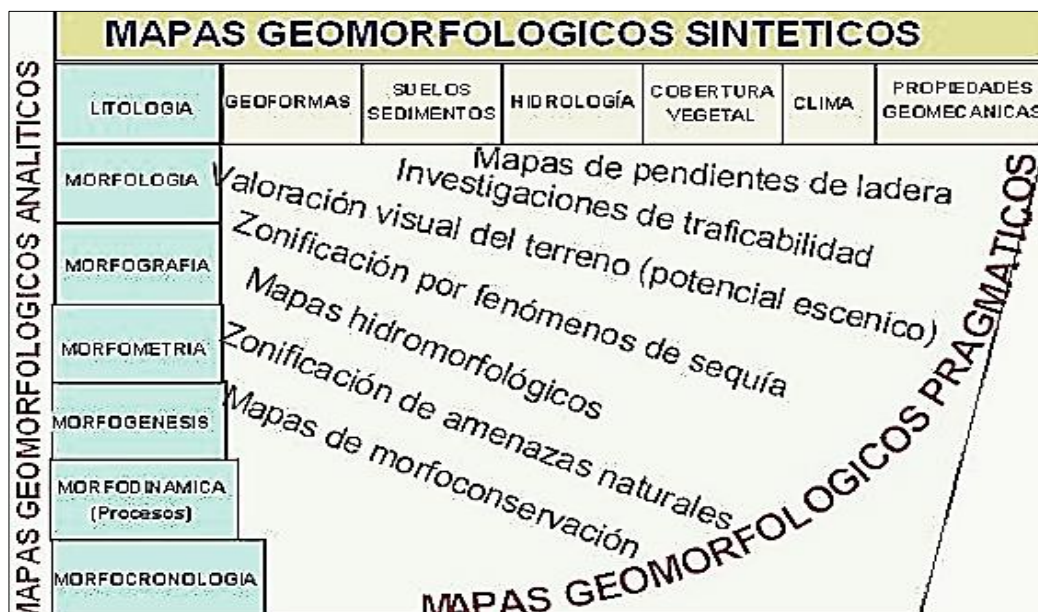 MAPAS GEOMORFOLOGICOS SINTETICOS
MAPAS GEOMORFOLOGICOS ANALITICOS
LITOLOGIA
GEOFORMAS
SUELOS
SEDIMENTOS
HIDROLOGÍA
COBERTURA
VEGETAL
CLIMA
PROPIEDADES
GEOMECANICAS
MORFOLOGIA
MORFOGRAFIA
MORFOMETRIA
MORFOGENESIS
MORFODINAMICA
(Procesos)
MORFOCRONOLOGIA
Mapas de pendientes de ladera
Investigaciones de traficabilidad
Valoración visual del terreno (potencial escenico)
Zonificación por fenómenos de sequía
Mapas hidromorfológicos
Zonificación de amenazas naturales
Mapas de morfoconservación
MAPAS GEOMORFOLOGICOS PRAGMATICOS